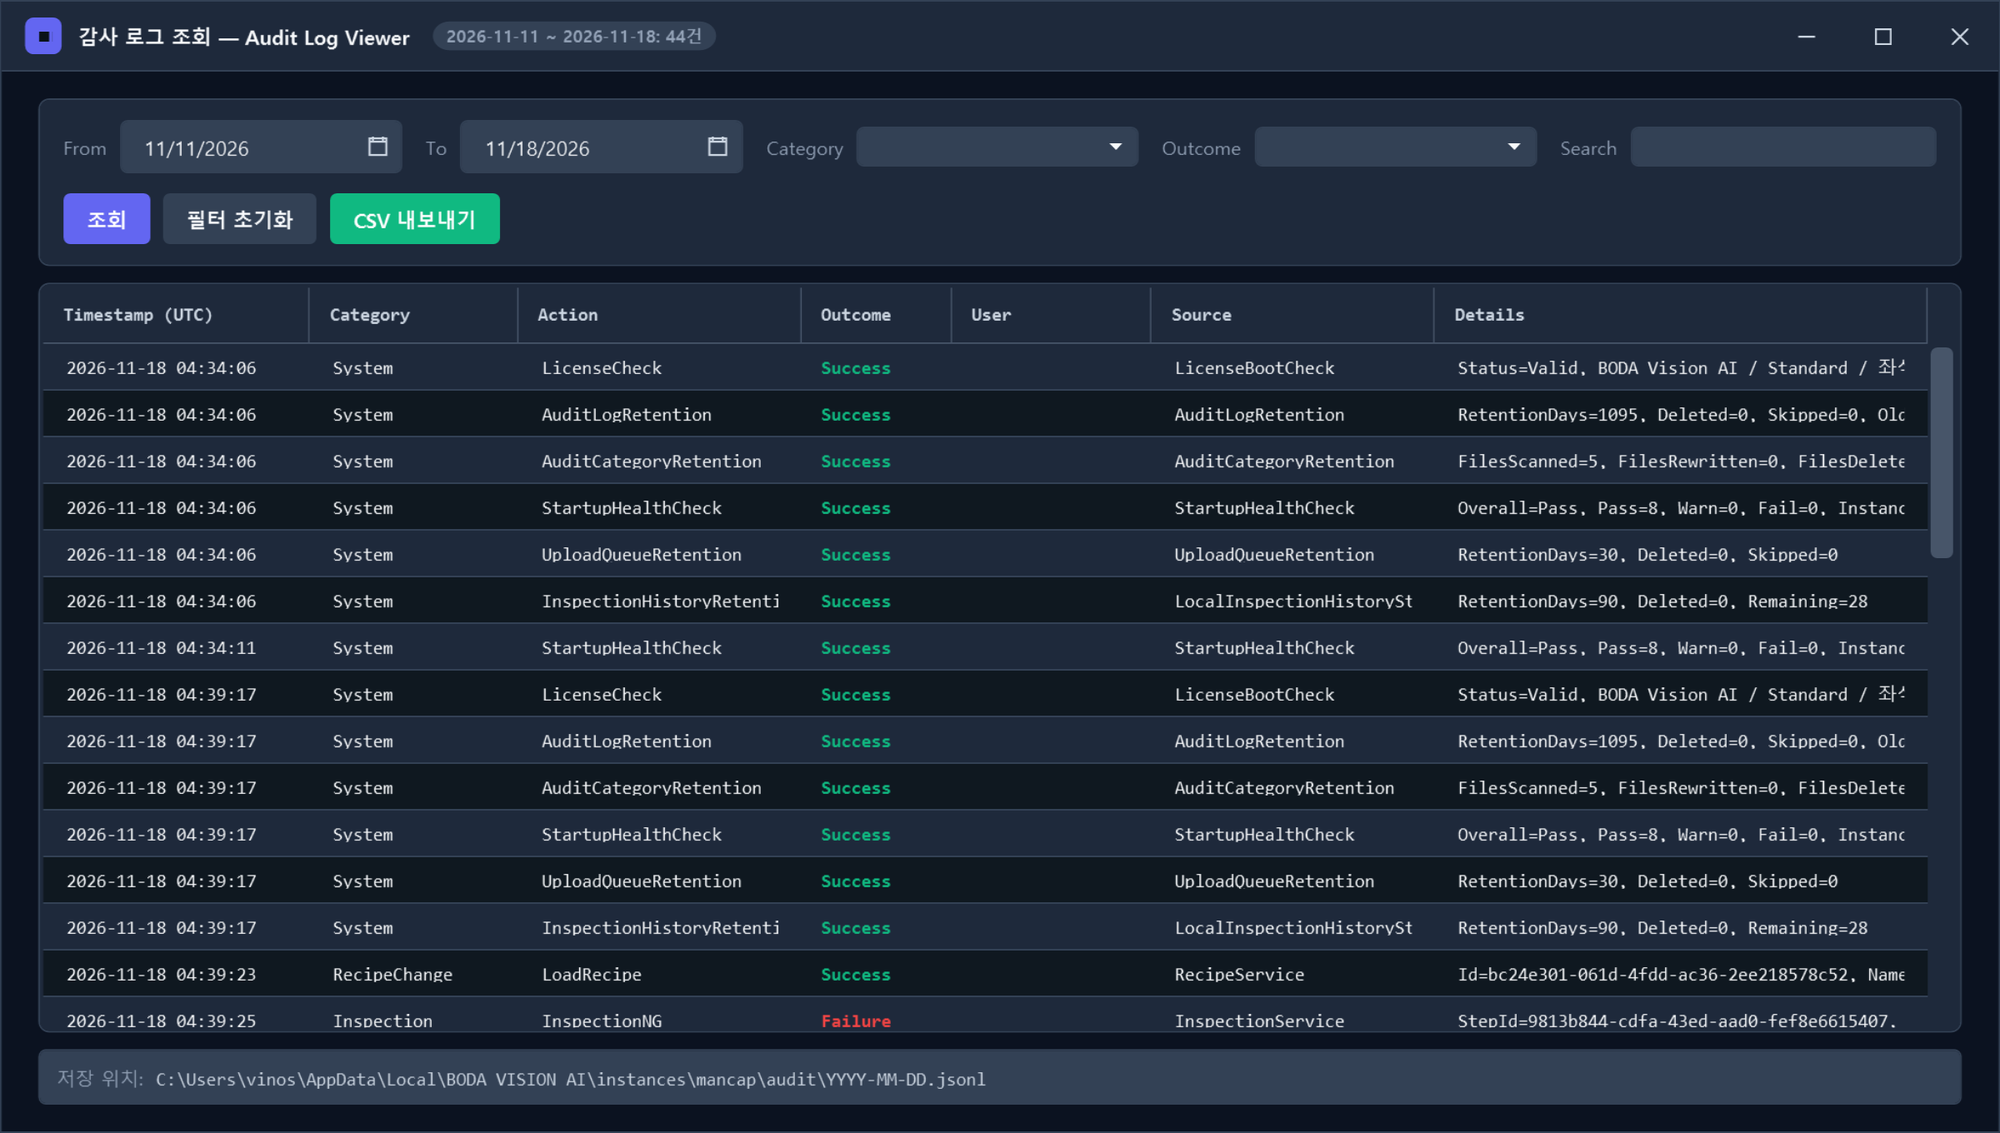 감사 로그 조회 — Audit Log Viewer 2026-11-11 ~ 2026-11-18: 44건
From 11/11/2026 To 11/18/2026 Category Outcome Search
조회 필터 초기화 CSV 내보내기
Timestamp (UTC) Category Action Outcome User Source Details
2026-11-18 04:34:06 System LicenseCheck Success LicenseBootCheck Status=Valid, BODA Vision AI / Standard /
2026-11-18 04:34:06 System AuditLogRetention Success AuditLogRetention RetentionDays=1095, Deleted=0, Skipped=0, Old
2026-11-18 04:34:06 System AuditCategoryRetention Success AuditCategoryRetention FilesScanned=5, FilesRewritten=0, FilesDelete
2026-11-18 04:34:06 System StartupHealthCheck Success StartupHealthCheck Overall=Pass, Pass=8, Warn=0, Fail=0, Instanc
2026-11-18 04:34:06 System UploadQueueRetention Success UploadQueueRetention RetentionDays=30, Deleted=0, Skipped=0
2026-11-18 04:34:06 System InspectionHistoryRetenti Success LocalInspectionHistorySt RetentionDays=90, Deleted=0, Remaining=28
2026-11-18 04:34:11 System StartupHealthCheck Success StartupHealthCheck Overall=Pass, Pass=8, Warn=0, Fail=0, Instanc
2026-11-18 04:39:17 System LicenseCheck Success LicenseBootCheck Status=Valid, BODA Vision AI / Standard /
2026-11-18 04:39:17 System AuditLogRetention Success AuditLogRetention RetentionDays=1095, Deleted=0, Skipped=0, Old
2026-11-18 04:39:17 System AuditCategoryRetention Success AuditCategoryRetention FilesScanned=5, FilesRewritten=0, FilesDelete
2026-11-18 04:39:17 System StartupHealthCheck Success StartupHealthCheck Overall=Pass, Pass=8, Warn=0, Fail=0, Instanc
2026-11-18 04:39:17 System UploadQueueRetention Success UploadQueueRetention RetentionDays=30, Deleted=0, Skipped=0
2026-11-18 04:39:17 System InspectionHistoryRetenti Success LocalInspectionHistorySt RetentionDays=90, Deleted=0, Remaining=28
2026-11-18 04:39:23 RecipeChange LoadRecipe Success RecipeService Id=bc24e301-061d-4fdd-ac36-2ee218578c52, Name
2026-11-18 04:39:25 Inspection InspectionNG Failure InspectionService StepId=9813b844-cdfa-43ed-aad0-fef8e6615407,
저장 위치: C:\Users\vinos\AppData\Local\BODA VISION AI\instances\mancap\audit\YYYY-MM-DD.jsonl